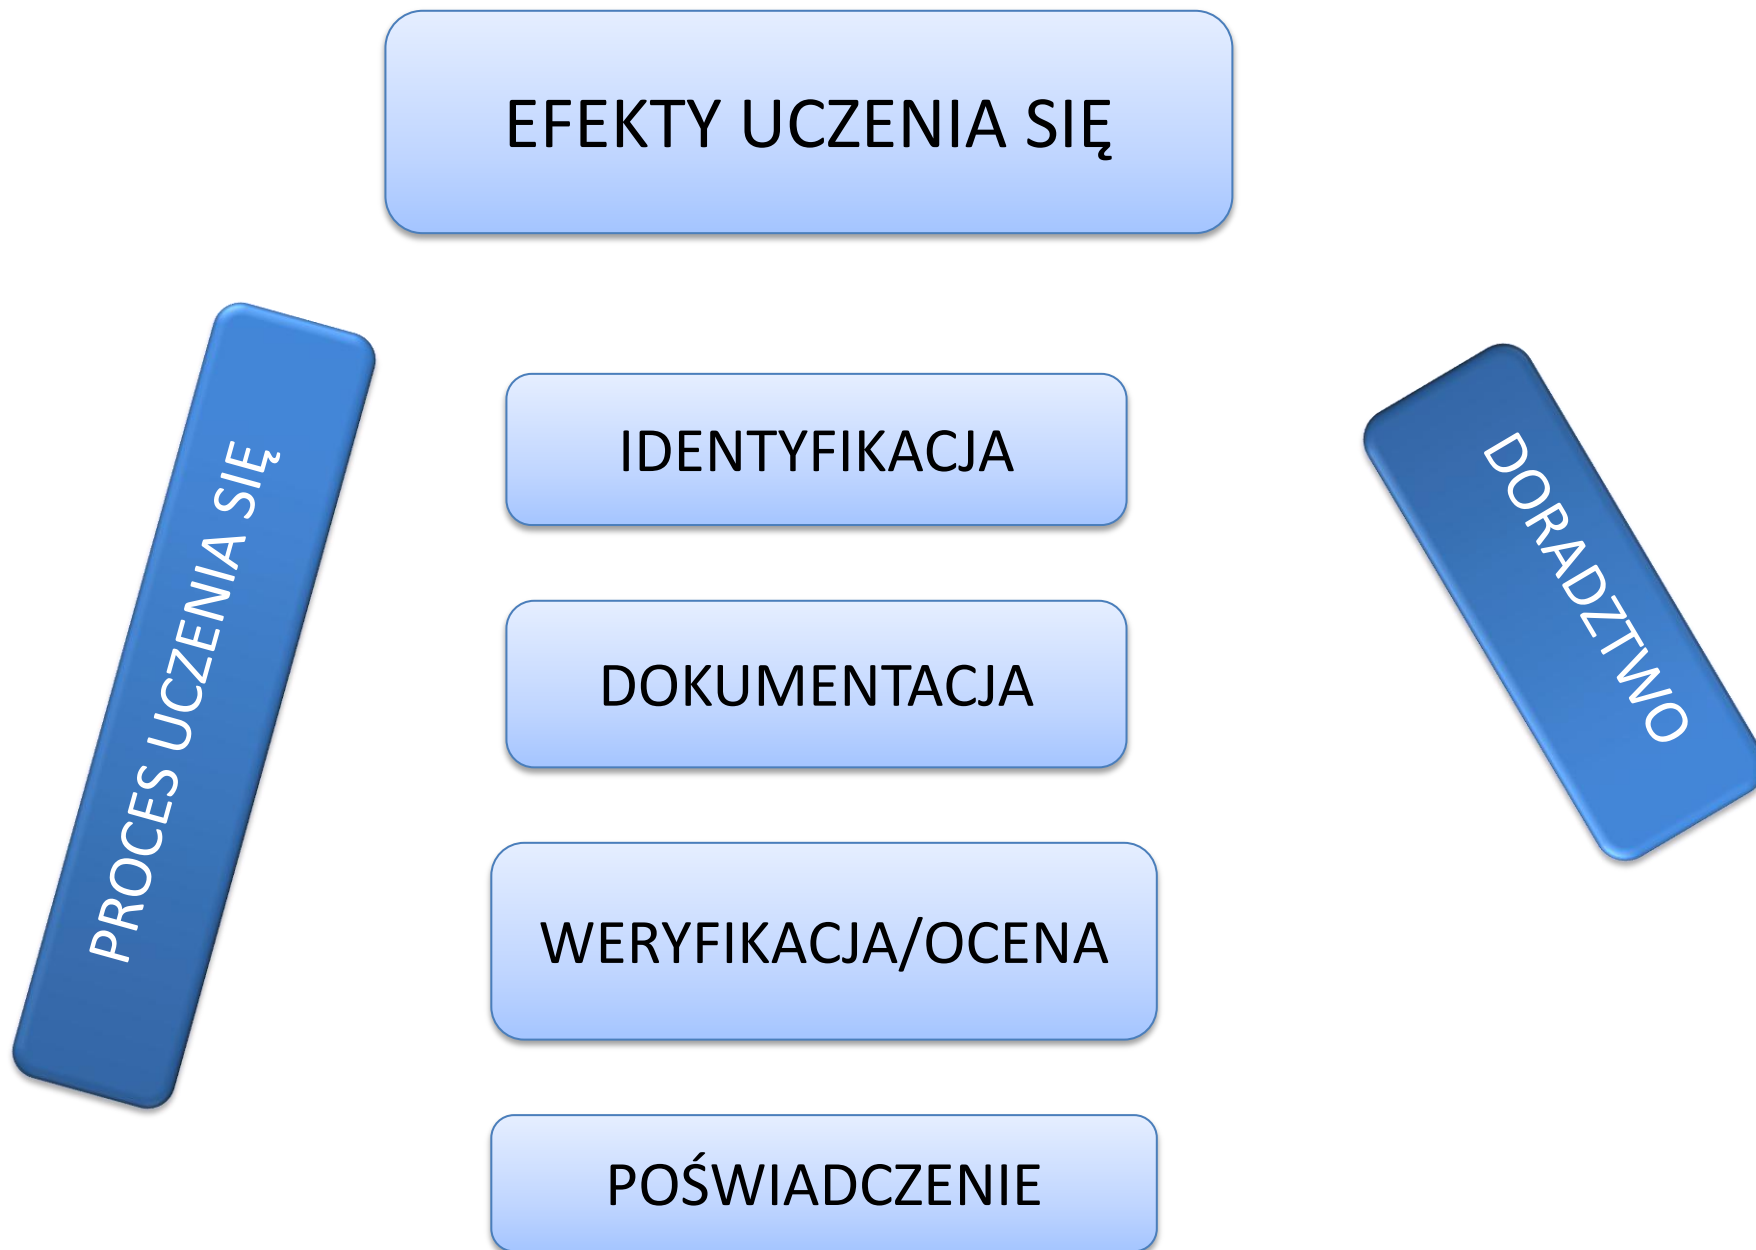 EFEKTY UCZENIA SIĘ
PROCES UCZENIA SIĘ
IDENTYFIKACJA
DORADZTWO
DOKUMENTACJA
WERYFIKACJA/OCENA
POŚWIADCZENIE